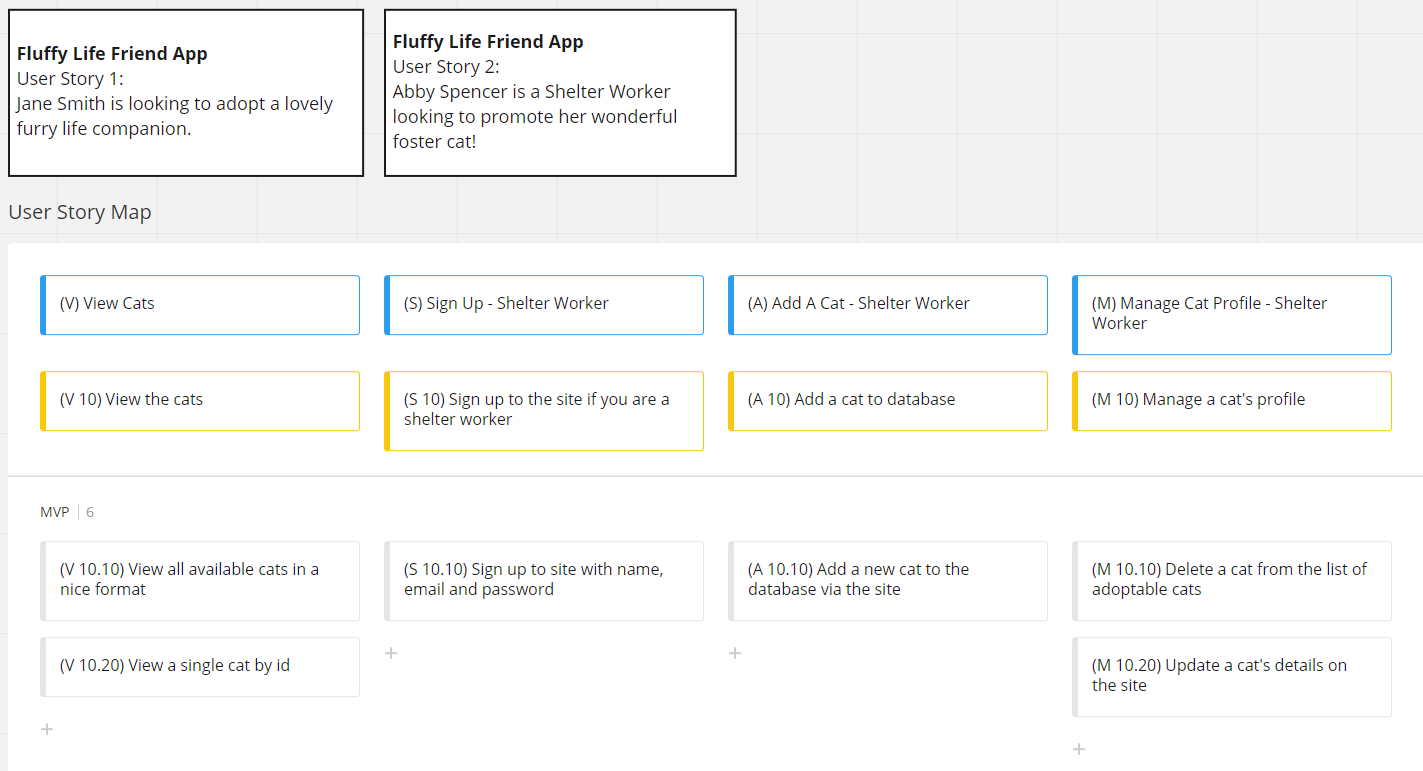 Fluffy Life Friend App
User Story 1:
Jane Smith is looking to adopt a lovely
furry life companion.
Fluffy Life Friend App
User Story 2:
Abby Spencer is a Shelter Worker
looking to promote her wonderful
foster cat!
User Story Map
(V) View Cats
(S) Sign Up - Shelter Worker
(A) Add A Cat - Shelter Worker
(M) Manage Cat Profile - Shelter
Worker
(V 10) View the cats
(S 10) Sign up to the site if you are a
shelter worker
(A 10) Add a cat to database
(M 10) Manage a cat's profile
MVP | 6
(V 10.10) View all available cats in a
nice format
(S 10.10) Sign up to site with name,
email and password
(A 10.10) Add a new cat to the
database via the site
(M 10.10) Delete a cat from the list of
adoptable cats
(V 10.20) View a single cat by id
(M 10.20) Update a cat's details on
the site